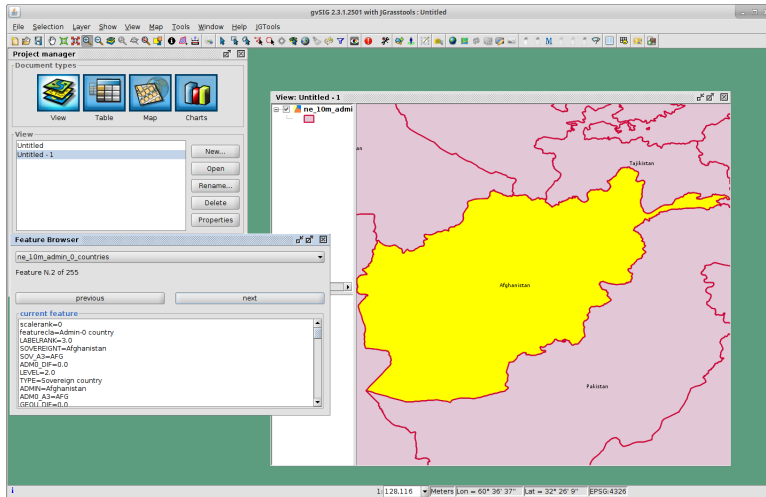 gvSIG 2.3.1.2501 with JGrasstools : Untitled
File Selection Layer Show View Map Tools Window Help JGTools
Project manager
Document types
View Table Map Charts
View
Untitled
Untitled - 1
New...
Open
Rename...
Delete
Properties
Feature Browser
ne_10m_admin_0_countries
Feature N.2 of 255
previous next
current feature
scalerank=0
featurecla=Admin-0 country
LABELRANK=3.0
SOVEREIGNT=Afghanistan
SOV_A3=AFG
ADM0_DIF=0.0
LEVEL=2.0
TYPE=Sovereign country
ADMIN=Afghanistan
ADM0_A3=AFG
GEOU_DIF=0.0
View: Untitled - 1
ne_10m_admi
an
Tajikistan
Afghanistan
Pakistan
1: 128,116 Meters Lon = 60° 36' 37'' Lat = 32° 26' 9'' EPSG:4326